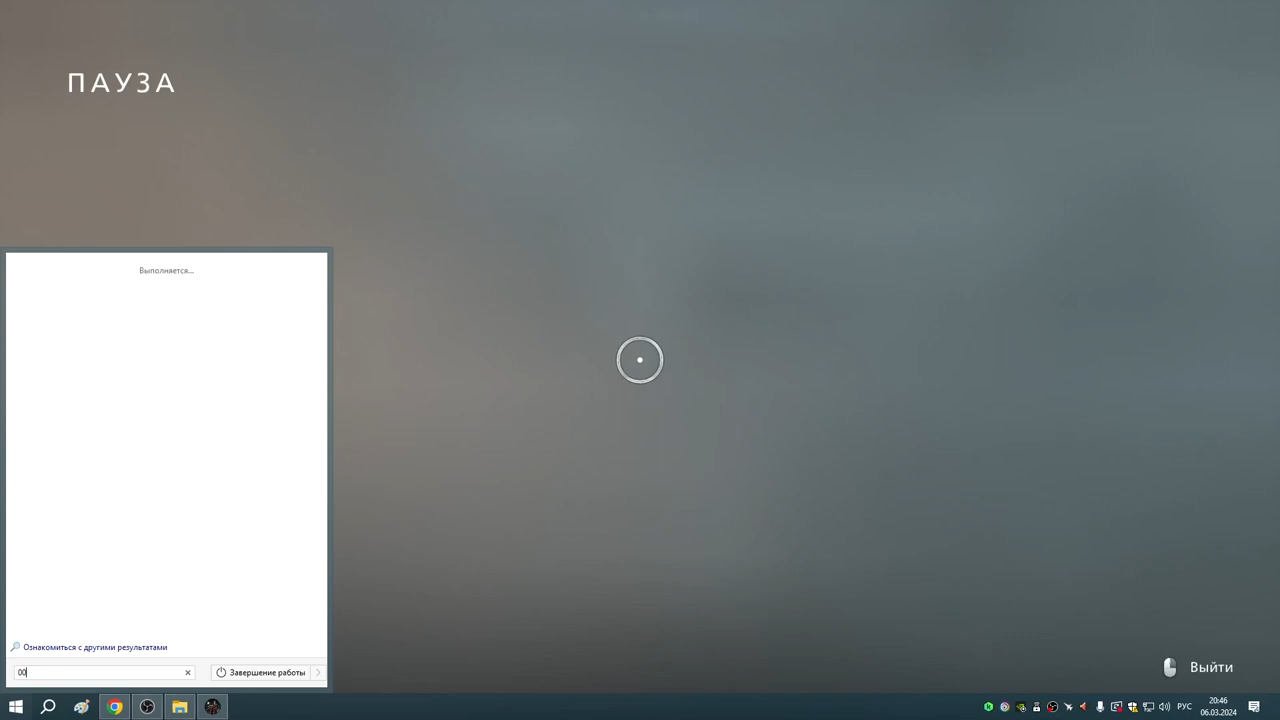 ПАУЗА
Выполняется...
Ознакомиться с другими результатами
00
Завершение работы
Выйти
РУС
20:46
06.03.2024